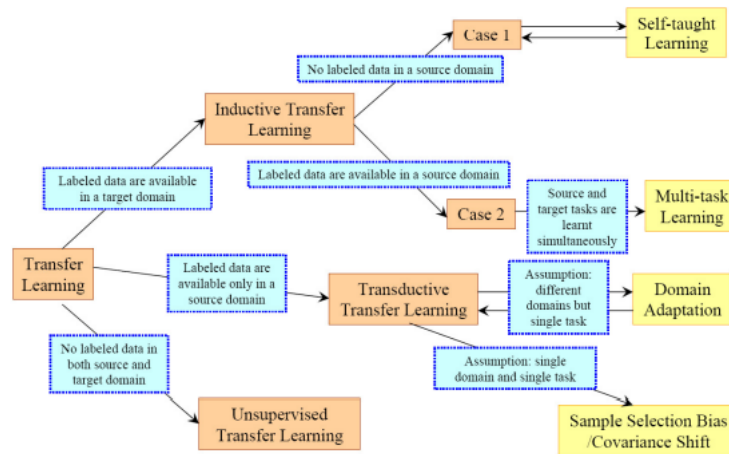 Case 1
Self-taught
Learning
No labeled data in a source domain
Inductive Transfer
Learning
Labeled data are available
in a target domain
Labeled data are available in a source domain
Case 2
Source and
target tasks are
learnt
simultaneously
Multi-task
Learning
Transfer
Learning
Labeled data are
available only in a
source domain
Transductive
Transfer Learning
Assumption:
different
domains but
single task
Domain
Adaptation
No labeled data in
both source and
target domain
Assumption: single
domain and single task
Unsupervised
Transfer Learning
Sample Selection Bias
/Covariance Shift